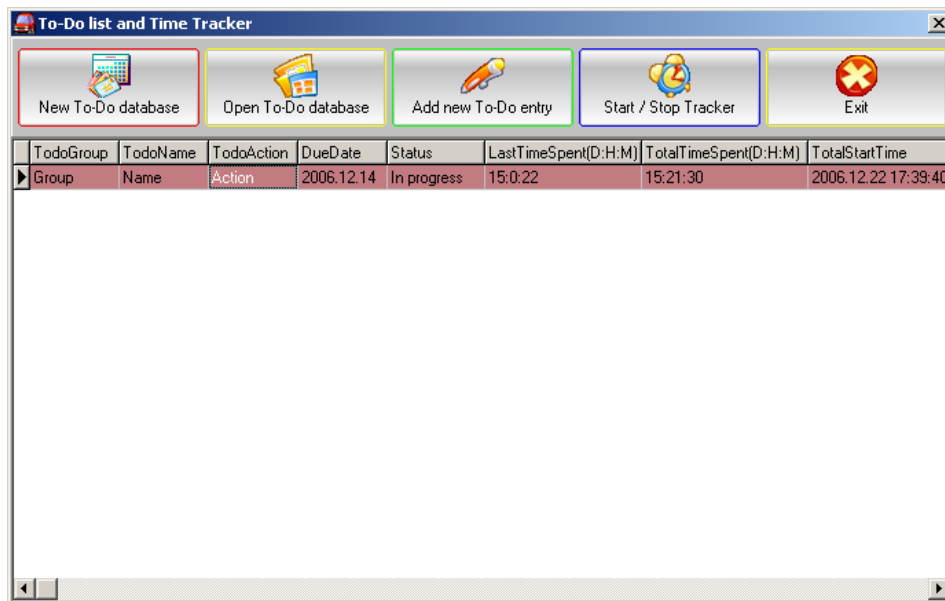 To-Do list and Time Tracker
New To-Do database Open To-Do database Add new To-Do entry Start / Stop Tracker Exit
TodoGroup TodoName TodoAction DueDate Status LastTimeSpent(D:H:M) TotalTimeSpent(D:H:M) TotalStartTime
Group Name Action 2006.12.14 In progress 15:0:22 15:21:30 2006.12.22 17:39:40